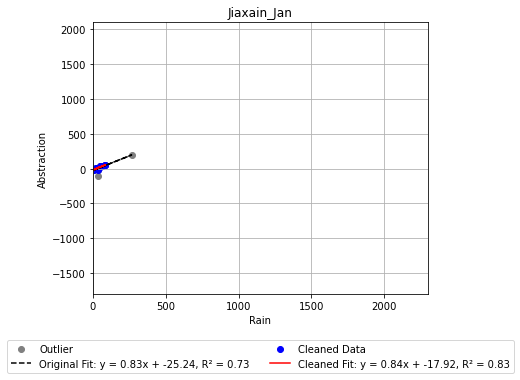 Jiaxain_Jan
2000
1500
1000
500
0
−500
−1000
−1500
Abstraction
0 500 1000 1500 2000
Rain
Outlier
Original Fit: y = 0.83x + -25.24, R² = 0.73
Cleaned Data
Cleaned Fit: y = 0.84x + -17.92, R² = 0.83